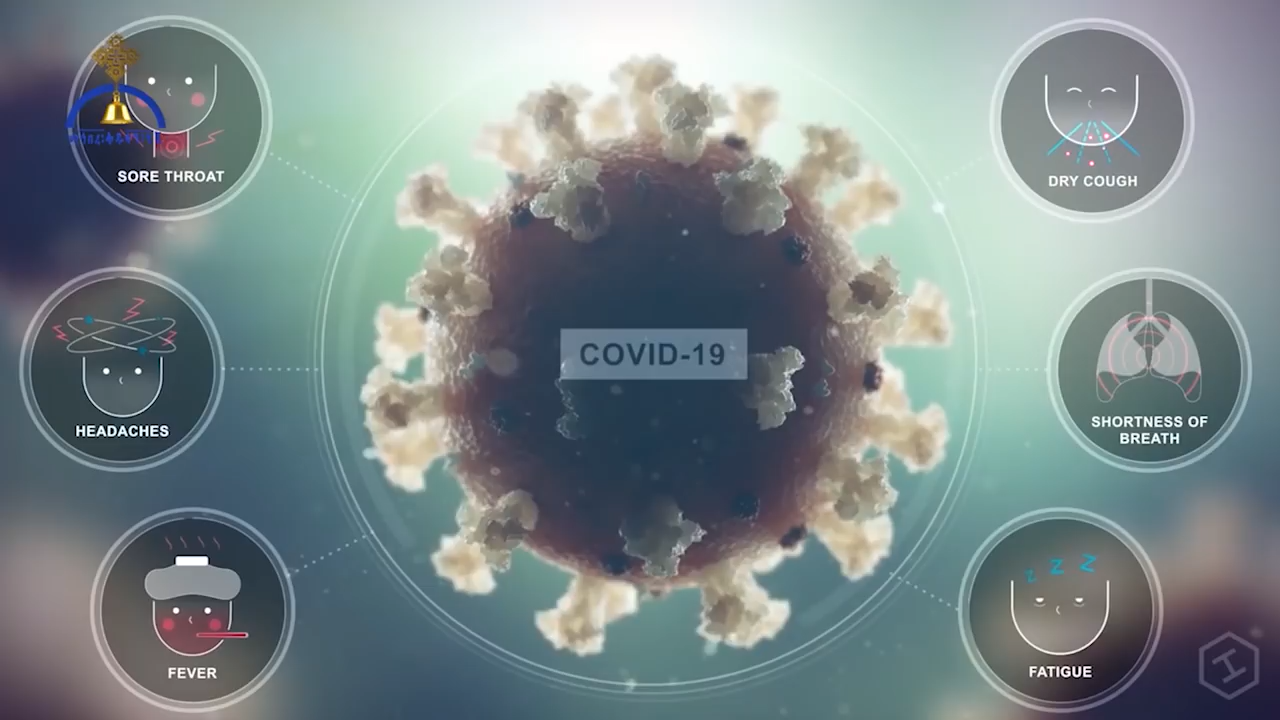 SORE THROAT
DRY COUGH
HEADACHES
COVID-19
SHORTNESS OF
BREATH
FEVER
FATIGUE